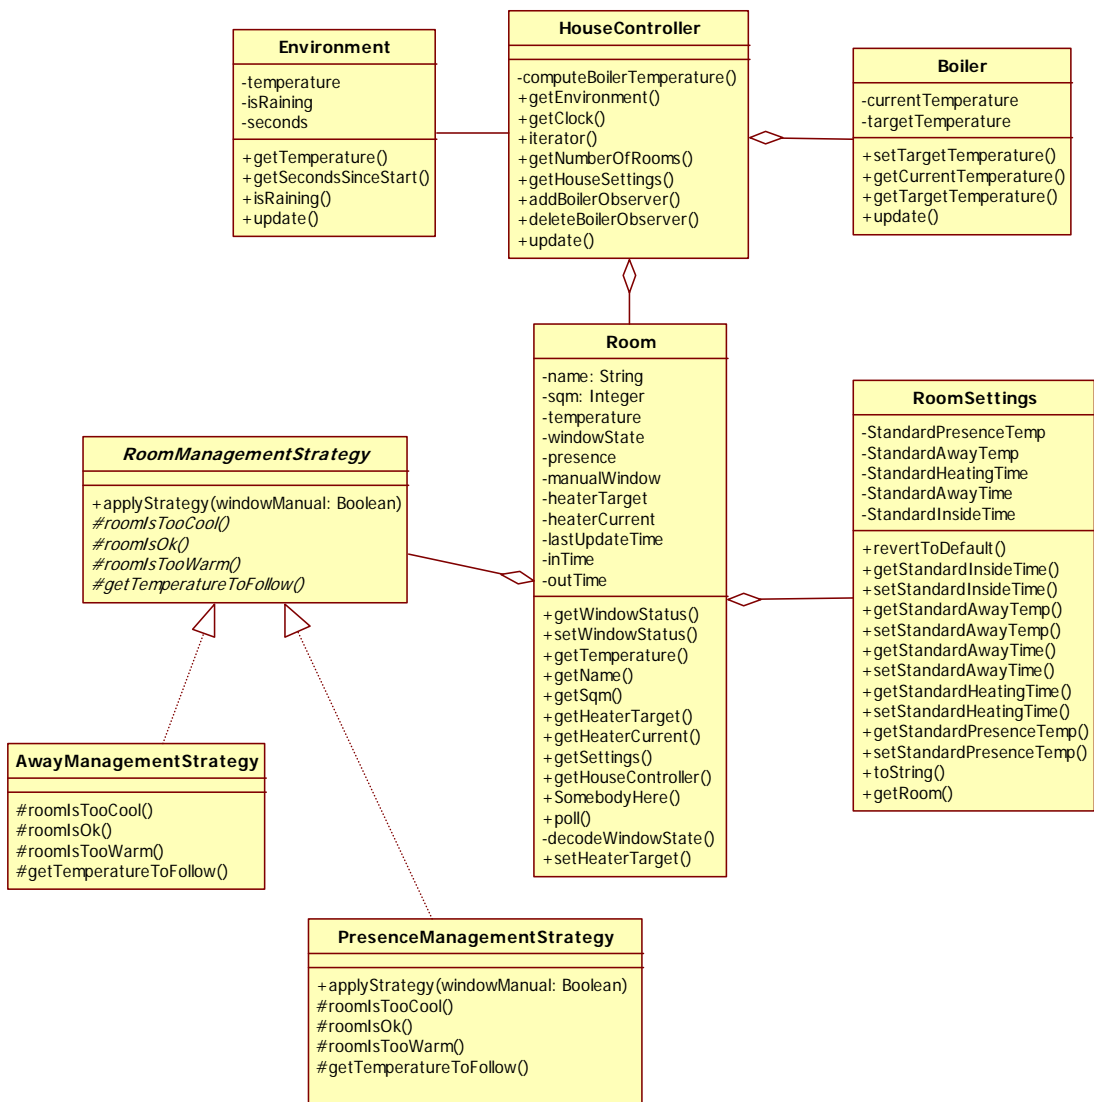 Environment
-temperature
-isRaining
-seconds
+getTemperature()
+getSecondsSinceStart()
+isRaining()
+update()
HouseController
-computeBoilerTemperature()
+getEnvironment()
+getClock()
+iterator()
+getNumberOfRooms()
+getHouseSettings()
+addBoilerObserver()
+deleteBoilerObserver()
+update()
Boiler
-currentTemperature
-targetTemperature
+setTargetTemperature()
+getCurrentTemperature()
+getTargetTemperature()
+update()
Room
-name: String
-sqm: Integer
-temperature
-windowState
-presence
-manualWindow
-heaterTarget
-heaterCurrent
-lastUpdateTime
-inTime
-outTime
+getWindowStatus()
+setWindowStatus()
+getTemperature()
+getName()
+getSqm()
+getHeaterTarget()
+getHeaterCurrent()
+getSettings()
+getHouseController()
+SomebodyHere()
+poll()
-decodeWindowState()
+setHeaterTarget()
RoomSettings
-StandardPresenceTemp
-StandardAwayTemp
-StandardHeatingTime
-StandardAwayTime
-StandardInsideTime
+revertToDefault()
+getStandardInsideTime()
+setStandardInsideTime()
+getStandardAwayTemp()
+setStandardAwayTemp()
+getStandardAwayTime()
+setStandardAwayTime()
+getStandardHeatingTime()
+setStandardHeatingTime()
+getStandardPresenceTemp()
+setStandardPresenceTemp()
+toString()
+getRoom()
RoomManagementStrategy
+applyStrategy(windowManual: Boolean)
#roomIsTooCool()
#roomIsOk()
#roomIsTooWarm()
#getTemperatureToFollow()
AwayManagementStrategy
#roomIsTooCool()
#roomIsOk()
#roomIsTooWarm()
#getTemperatureToFollow()
PresenceManagementStrategy
+applyStrategy(windowManual: Boolean)
#roomIsTooCool()
#roomIsOk()
#roomIsTooWarm()
#getTemperatureToFollow()